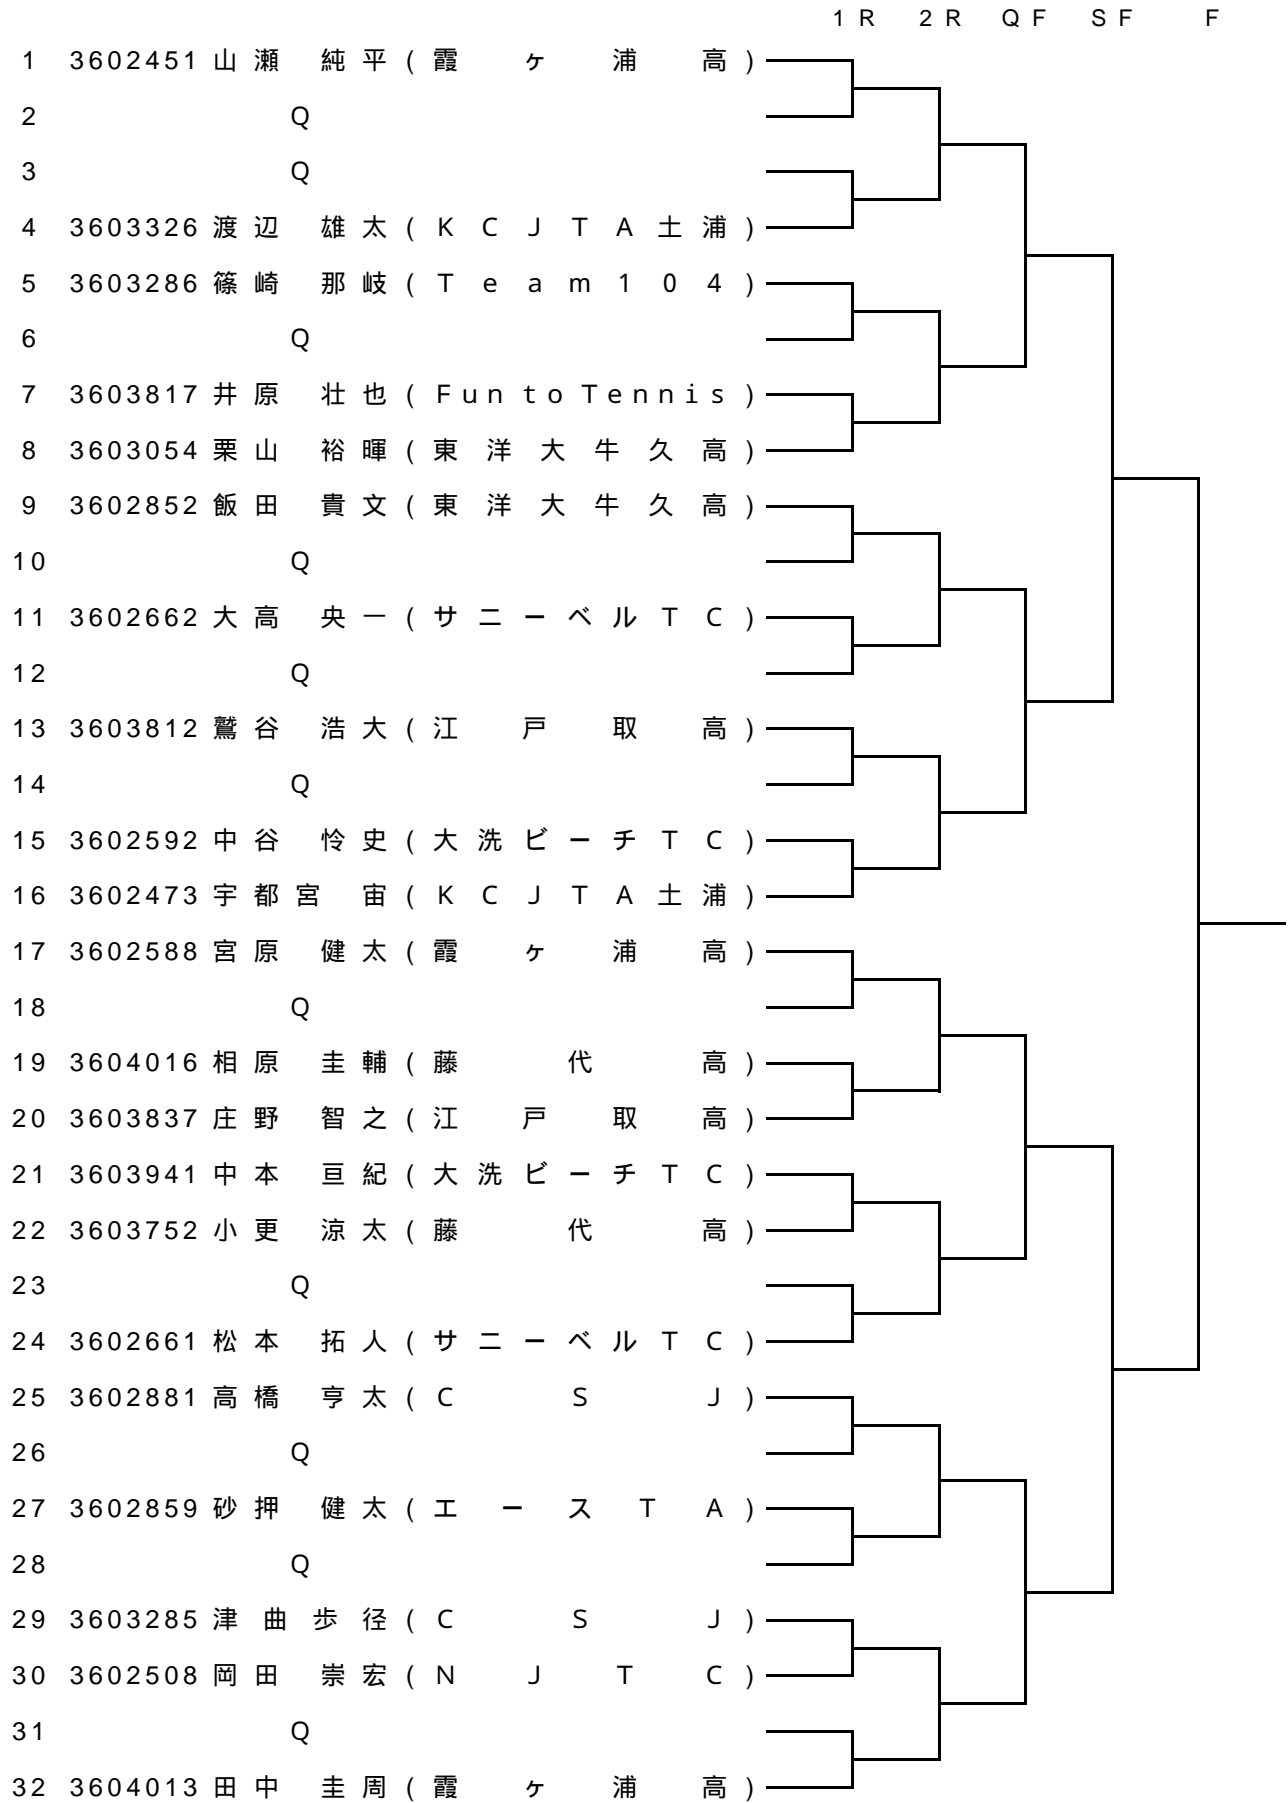 1R 2R QF SF F
1 3602451 山瀬 純平 (霞ヶ浦高)
2 Q
3 Q
4 3603326 渡辺 雄太 (KCJTA土浦)
5 3603286 篠崎 那岐 (Team104)
6 Q
7 3603817 井原 壮也 (Fun to Tennis)
8 3603054 栗山 裕暉 (東洋大牛久高)
9 3602852 飯田 貴文 (東洋大牛久高)
10 Q
11 3602662 大高 央一 (サニーベルTC)
12 Q
13 3603812 鷲谷 浩大 (江戸取高)
14 Q
15 3602592 中谷 怜史 (大洗ビーチTC)
16 3602473 宇都宮 宙 (KCJTA土浦)
17 3602588 宮原 健太 (霞ヶ浦高)
18 Q
19 3604016 相原 圭輔 (藤代高)
20 3603837 庄野 智之 (江戸取高)
21 3603941 中本 亘紀 (大洗ビーチTC)
22 3603752 小更 涼太 (藤代高)
23 Q
24 3602661 松本 拓人 (サニーベルTC)
25 3602881 高橋 亨太 (CSJ)
26 Q
27 3602859 砂押 健太 (エースTA)
28 Q
29 3603285 津曲歩径 (CSJ)
30 3602508 岡田 崇宏 (NJTC)
31 Q
32 3604013 田中 圭周 (霞ヶ浦高)